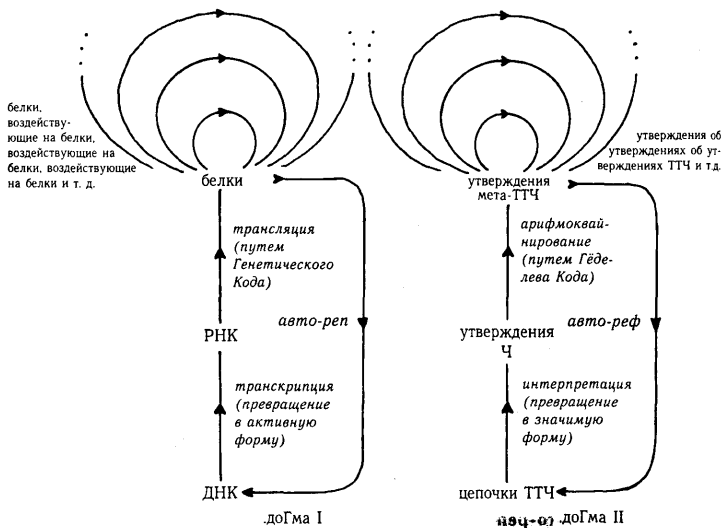 белки,
воздейству-
ющие на белки,
воздействующие на
белки, воздействующие
на белки и т. д.
белки
трансляция
(путем
Генетического
Кода)
авто-реп
РНК
транскрипция
(превращение
в активную
форму)
ДНК
.доГма I
утверждения об
утверждениях об ут-
верждениях ТТЧ и т.д.
утверждения
мета-ТТЧ
арифмоквай-
нирование
(путем Гёде-
лева Кода)
авто-реф
утверждения
Ч
интерпретация
(превращение
в значимую
форму)
цепочки ТТЧ
.доГма II